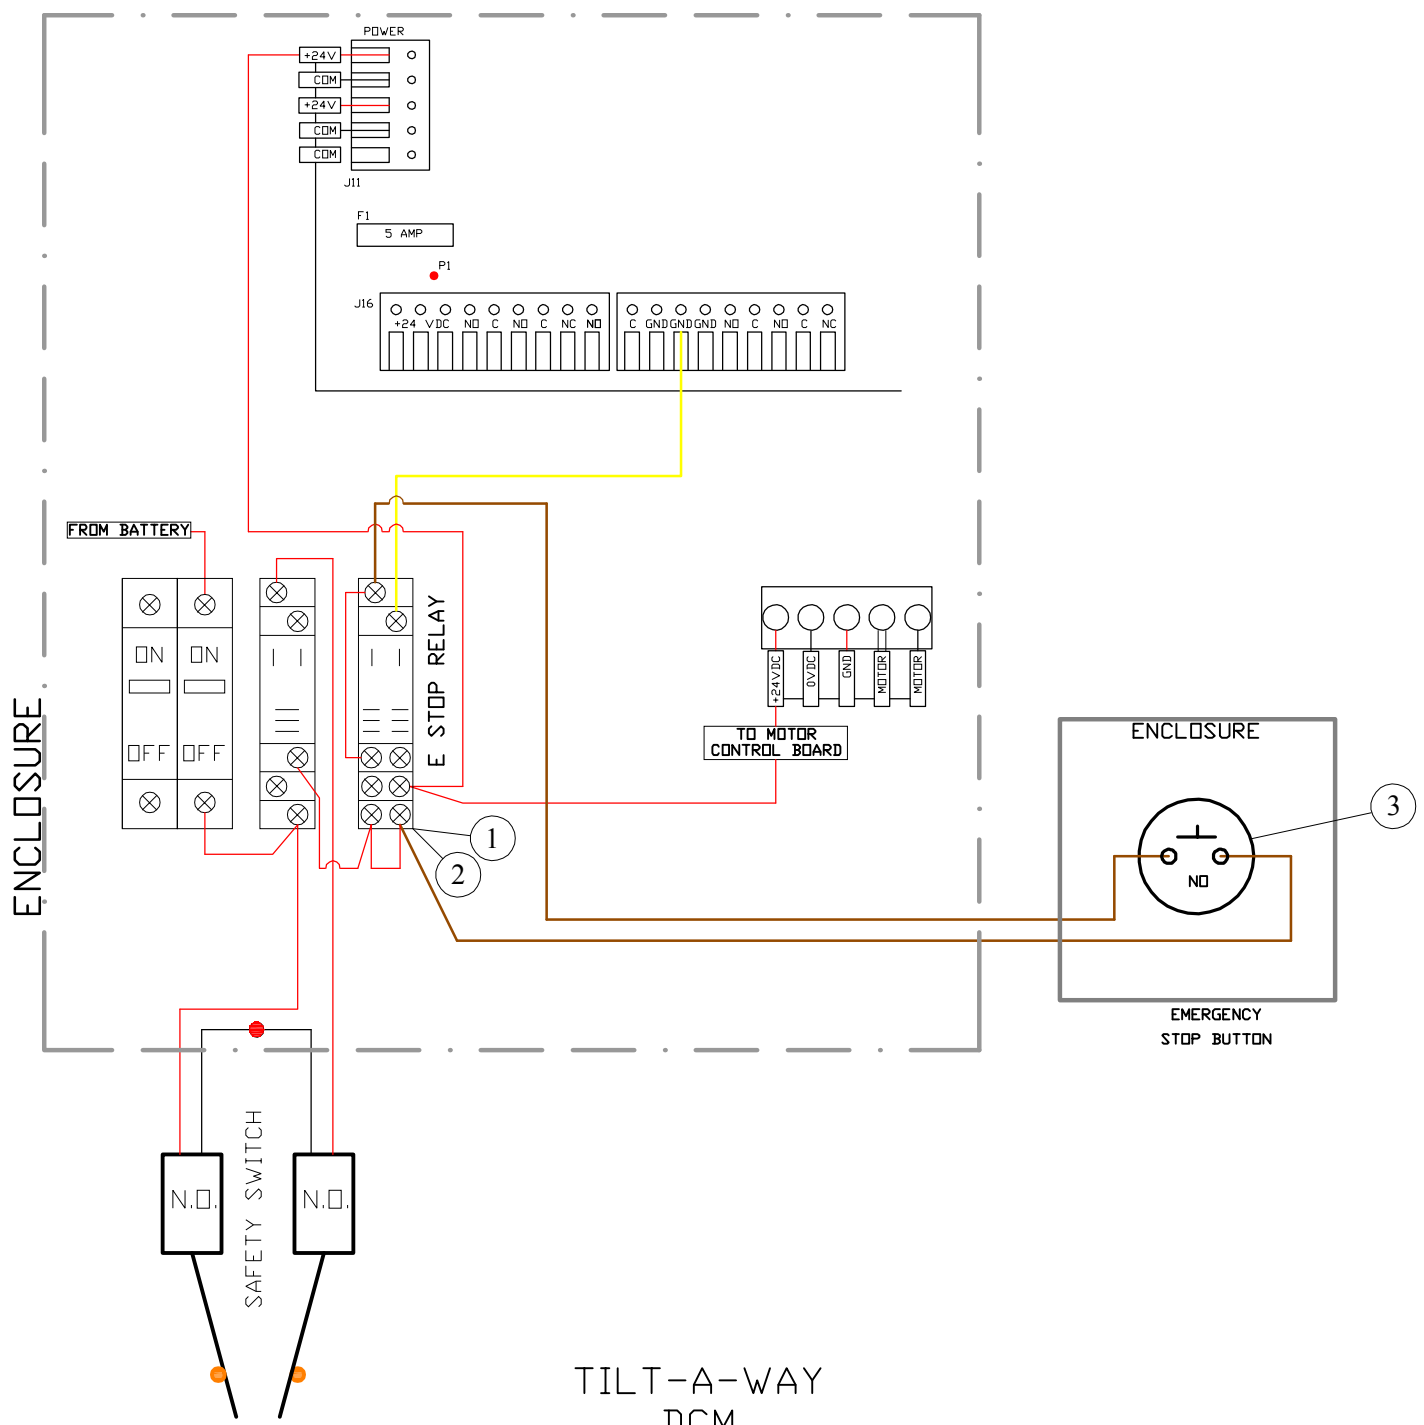 POWER
+24V
COM
+24V
COM
COM
J11
F1
5 AMP
P1
J16
+24 VDC NO C NO C NC NO
C GND GND GND NO C NO C NC
FROM BATTERY
ON ON
OFF OFF
E STOP RELAY
+24VDC
0VDC
GND
MOTOR
MOTOR
TO MOTOR
CONTROL BOARD
ENCLOSURE
ENCLOSURE
NO
EMERGENCY
STOP BUTTON
1
2
3
SAFETY SWITCH
N.O.
N.O.
TILT-A-WAY
DCM